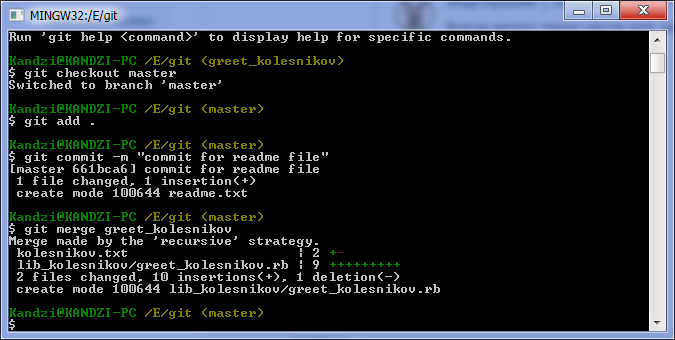 MINGW32:/E/git
Run 'git help <command>' to display help for specific commands.
Kandzi@KANDZI-PC /E/git (greet_kolesnikov)
$ git checkout master
Switched to branch 'master'
Kandzi@KANDZI-PC /E/git (master)
$ git add .
Kandzi@KANDZI-PC /E/git (master)
$ git commit -m "commit for readme file"
[master 661bca6] commit for readme file
 1 file changed, 1 insertion(+)
 create mode 100644 readme.txt
Kandzi@KANDZI-PC /E/git (master)
$ git merge greet_kolesnikov
Merge made by the 'recursive' strategy.
 kolesnikov.txt                     | 2 +-
 lib_kolesnikov/greet_kolesnikov.rb | 9 +++++++++
 2 files changed, 10 insertions(+), 1 deletion(-)
 create mode 100644 lib_kolesnikov/greet_kolesnikov.rb
Kandzi@KANDZI-PC /E/git (master)
$